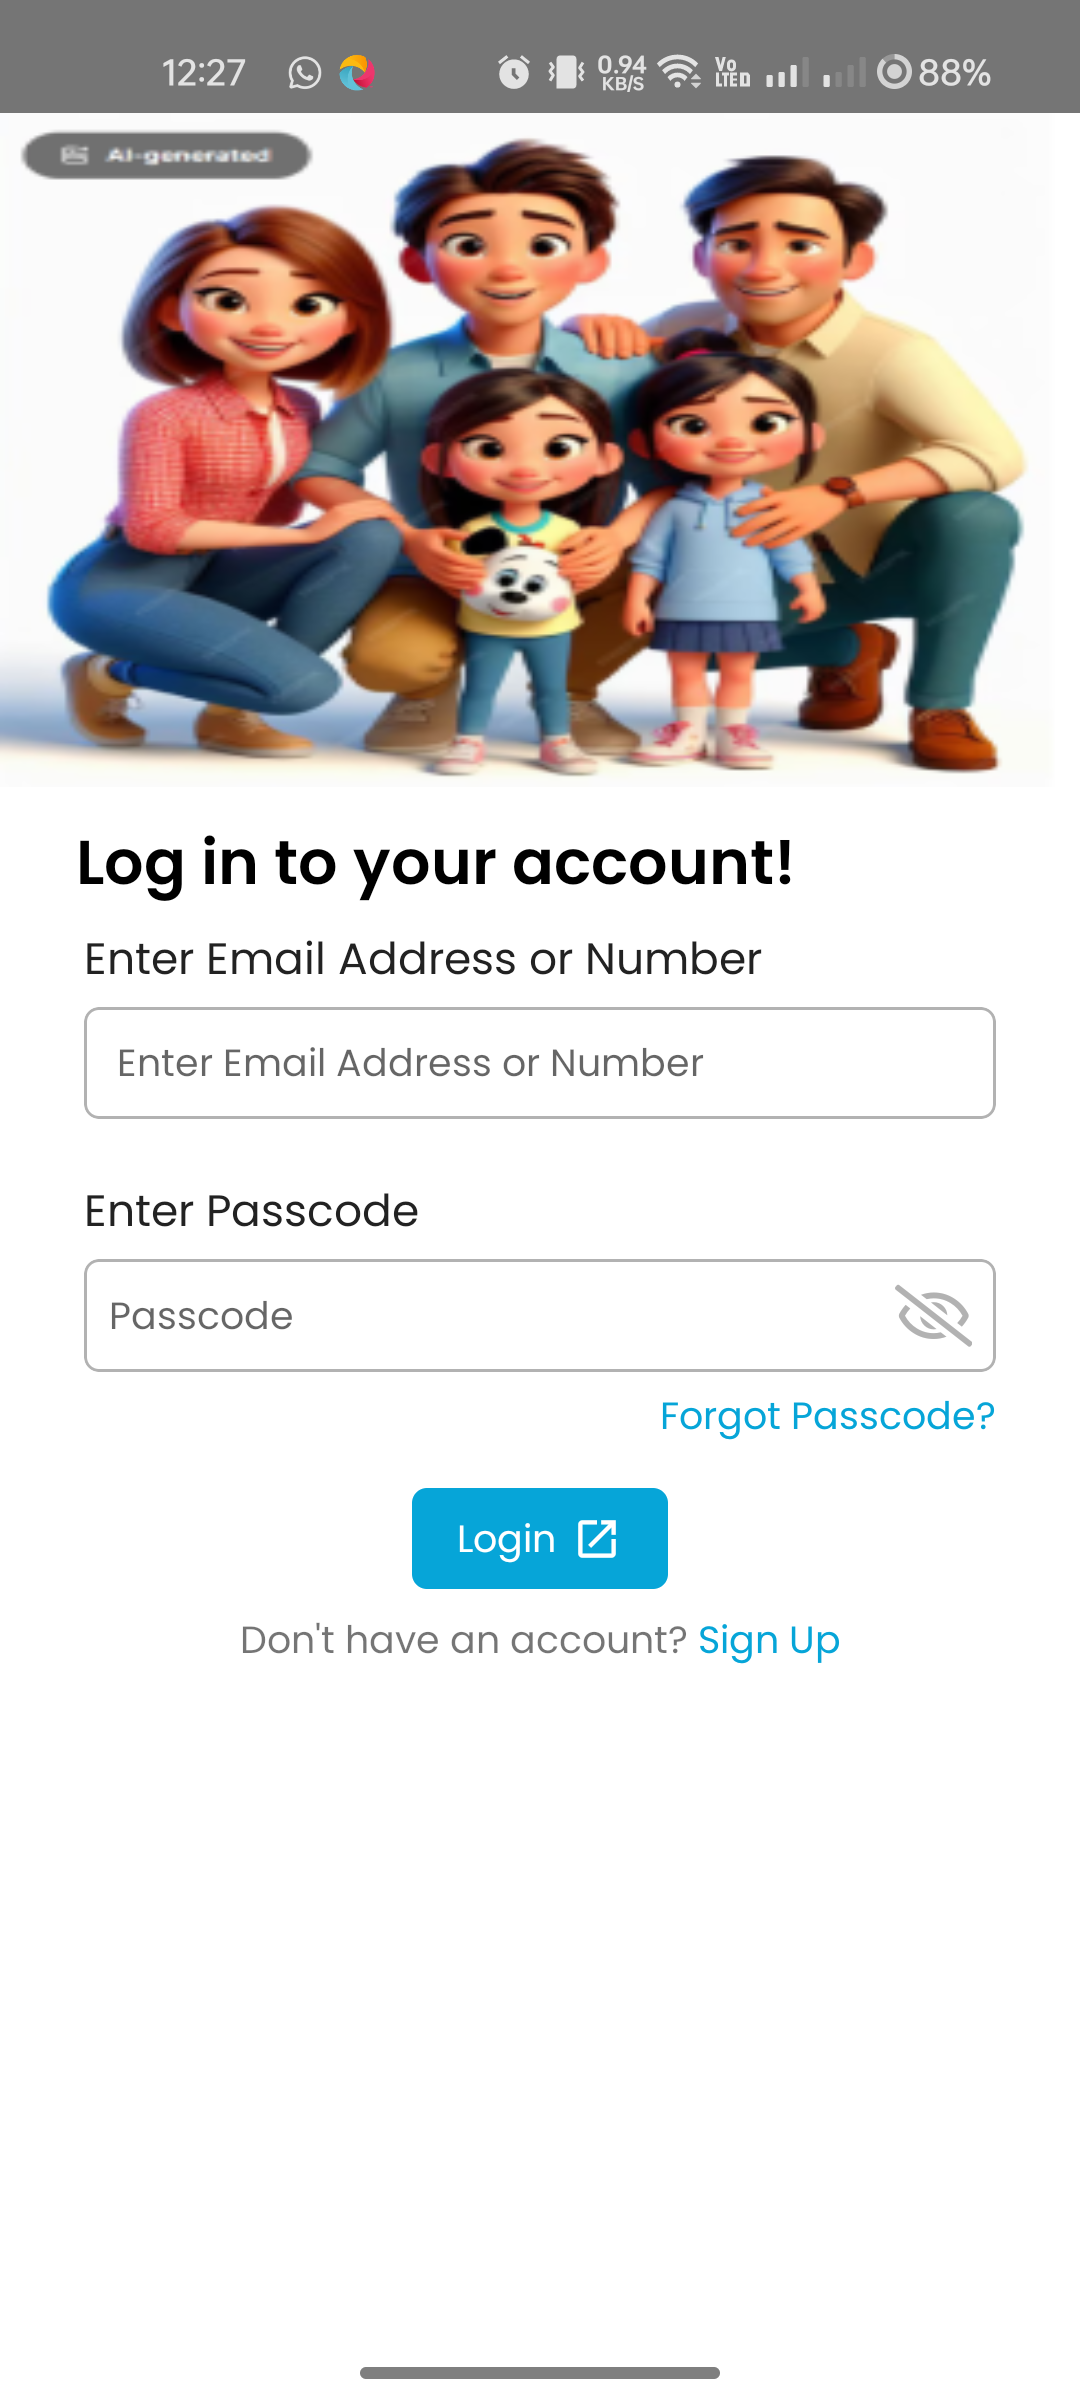 12:27 0.94 KB/S Vo LTED 88%
AI-generated
Log in to your account!
Enter Email Address or Number
Enter Email Address or Number
Enter Passcode
Passcode
Forgot Passcode?
Login
Don't have an account? Sign Up